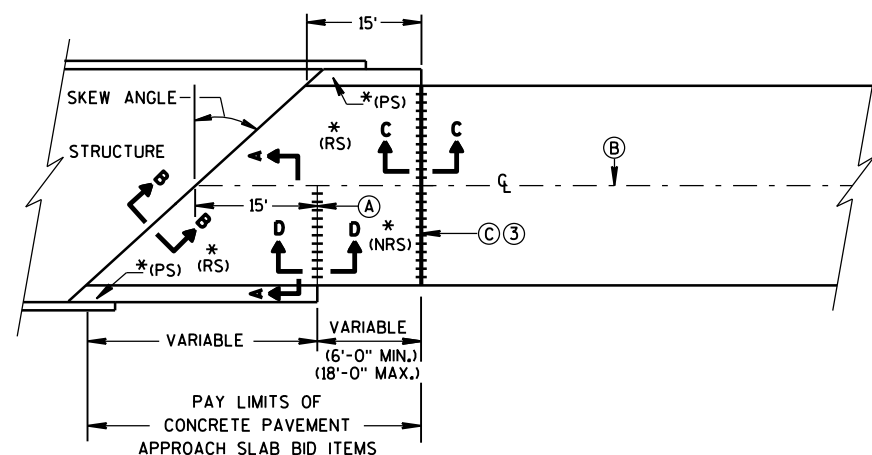 15'
SKEW ANGLE
*(PS)
*
(RS)
C C
STRUCTURE
A
B
B
℄
15'
A
B
D D
*
(RS)
*
(NRS)
C 3
*(PS)
A
VARIABLE
VARIABLE
(6'-0" MIN.)
(18'-0" MAX.)
PAY LIMITS OF
CONCRETE PAVEMENT
APPROACH SLAB BID ITEMS